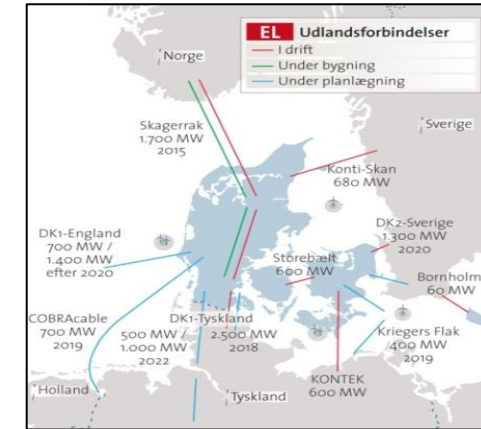 EL Udlandsforbindelser
I drift
Under bygning
Under planlægning
Norge
Sverige
Skagerrak
1.700 MW
2015
Konti-Skan
680 MW
DK1-England
700 MW /
1.400 MW
efter 2020
DK2-Sverige
1.300 MW
2020
Storebælt
600 MW
Bornholm
60 MW
COBRAcable
700 MW
2019
500 MW /
1.000 MW
2022
DK1-Tyskland
2.500 MW
2018
Kriegers Flak
400 MW
2019
KONTEK
600 MW
Holland
Tyskland